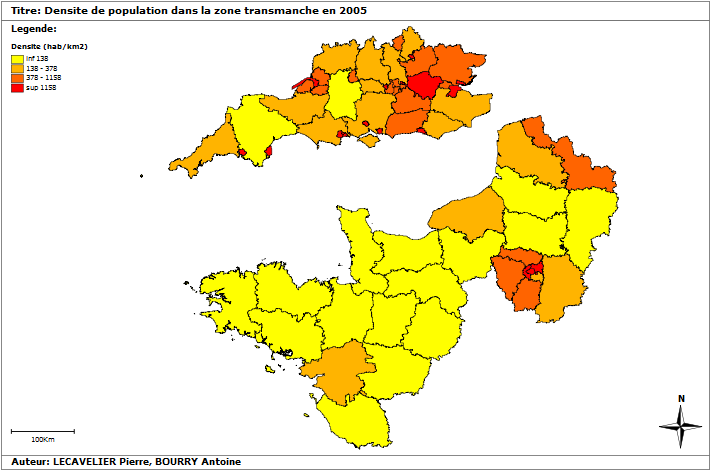 Titre: Densite de population dans la zone transmanche en 2005
Legende:
Densite (hab/km2)
inf 138
138 - 378
378 - 1158
sup 1158
N
100Km
Auteur: LECAVELIER Pierre, BOURRY Antoine